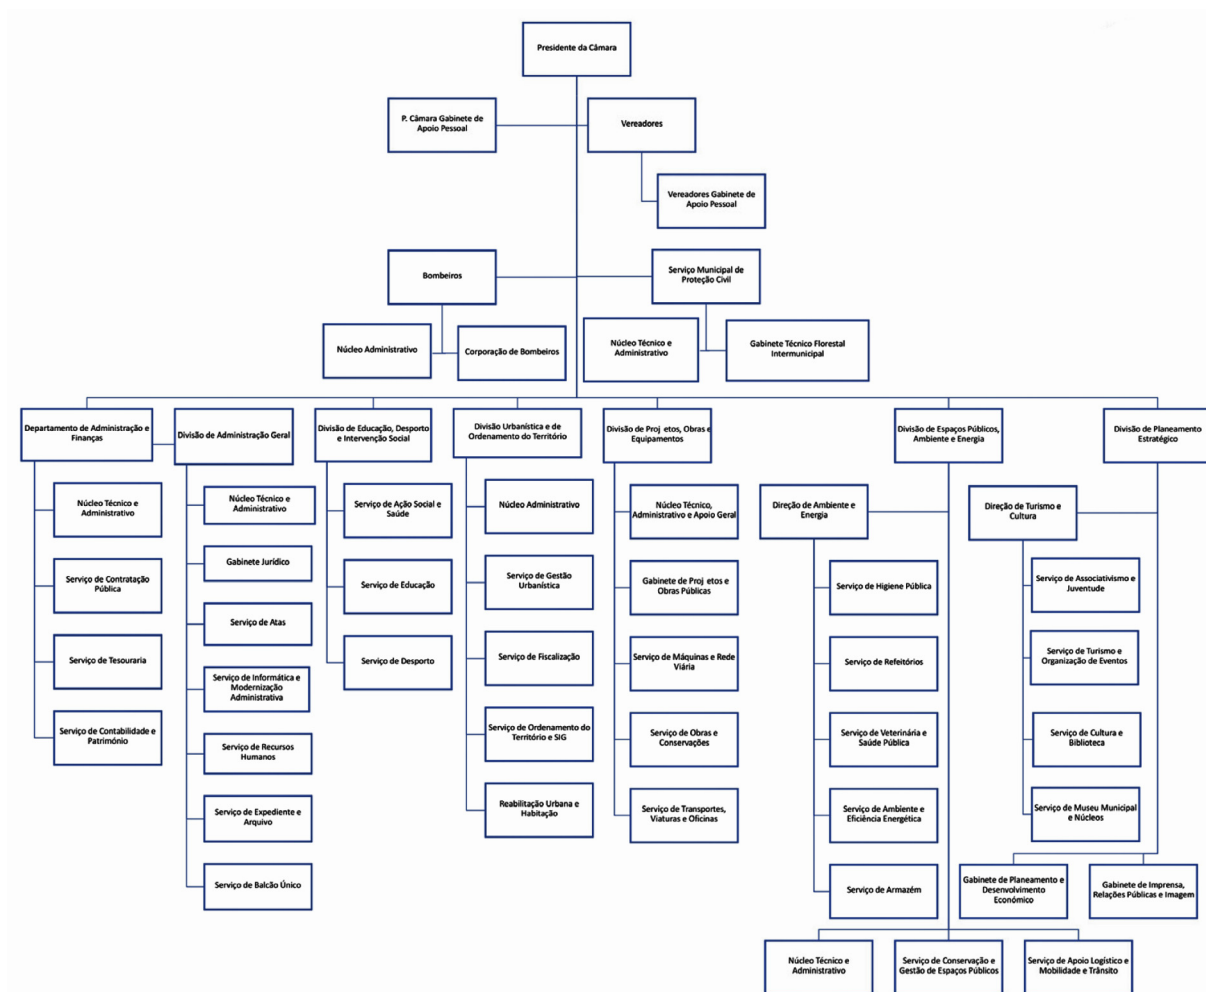 Presidente da Câmara
P. Câmara Gabinete de
Apoio Pessoal
Vereadores
Vereadores Gabinete de
Apoio Pessoal
Bombeiros
Serviço Municipal de
Proteção Civil
Núcleo Administrativo
Corporação de Bombeiros
Núcleo Técnico e
Administrativo
Gabinete Técnico Florestal
Intermunicipal
Departamento de Administração e
Finanças
Divisão de Administração Geral
Divisão de Educação, Desporto
e Intervenção Social
Divisão Urbanística e de
Ordenamento do Território
Divisão de Proj etos, Obras e
Equipamentos
Divisão de Espaços Públicos,
Ambiente e Energia
Divisão de Planeamento
Estratégico
Núcleo Técnico e
Administrativo
Serviço de Contratação
Pública
Serviço de Tesouraria
Serviço de Contabilidade e
Património
Núcleo Técnico e
Administrativo
Gabinete Jurídico
Serviço de Atas
Serviço de Informática e
Modernização
Administrativa
Serviço de Recursos
Humanos
Serviço de Expediente e
Arquivo
Serviço de Balcão Único
Serviço de Ação Social e
Saúde
Serviço de Educação
Serviço de Desporto
Núcleo Administrativo
Serviço de Gestão
Urbanística
Serviço de Fiscalização
Serviço de Ordenamento do
Território e SIG
Reabilitação Urbana e
Habitação
Núcleo Técnico,
Administrativo e Apoio Geral
Gabinete de Proj etos e
Obras Públicas
Serviço de Máquinas e Rede
Viária
Serviço de Obras e
Conservações
Serviço de Transportes,
Viaturas e Oficinas
Direção de Ambiente e
Energia
Serviço de Higiene Pública
Serviço de Refeitórios
Serviço de Veterinária e
Saúde Pública
Serviço de Ambiente e
Eficiência Energética
Serviço de Armazém
Núcleo Técnico e
Administrativo
Serviço de Conservação e
Gestão de Espaços Públicos
Serviço de Apoio Logístico e
Mobilidade e Trânsito
Direção de Turismo e
Cultura
Serviço de Associativismo e
Juventude
Serviço de Turismo e
Organização de Eventos
Serviço de Cultura e
Biblioteca
Serviço de Museu Municipal
e Núcleos
Gabinete de Planeamento e
Desenvolvimento
Económico
Gabinete de Imprensa,
Relações Públicas e Imagem